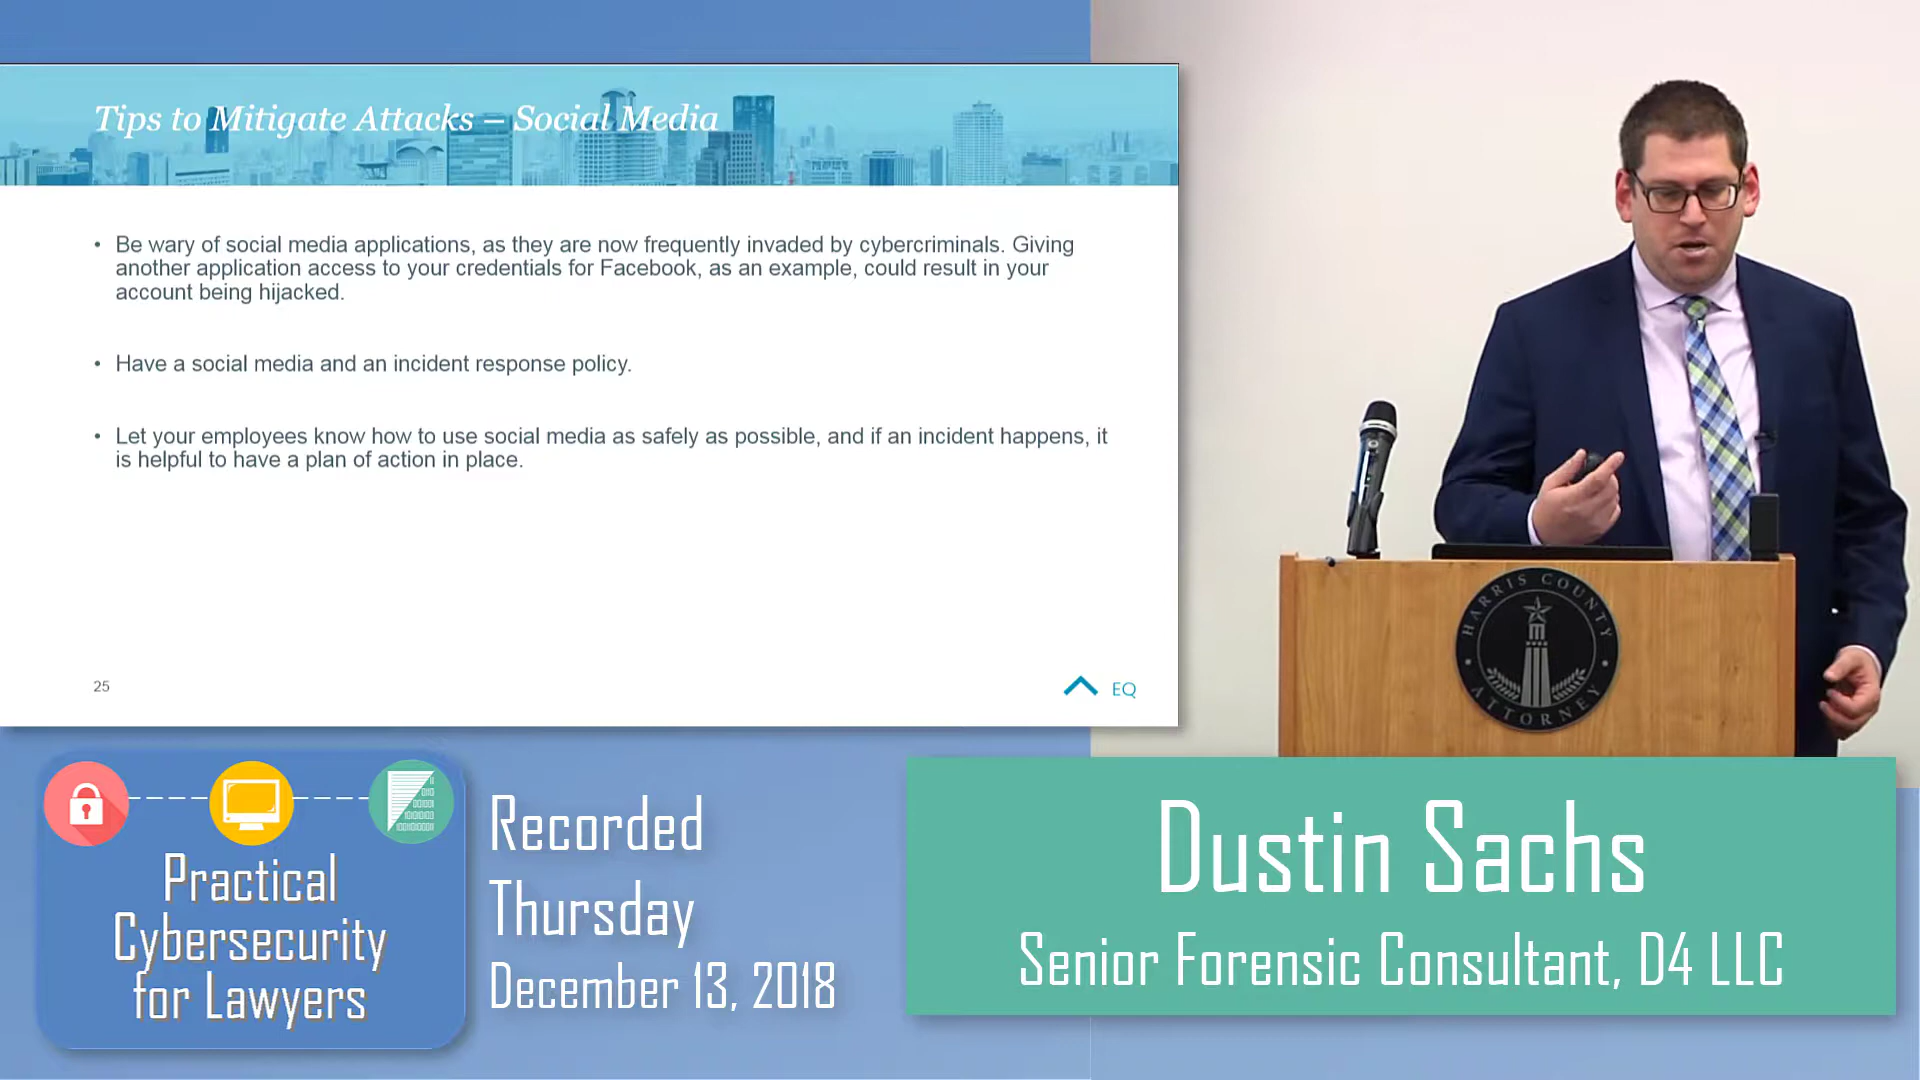 Tips to Mitigate Attacks – Social Media
• Be wary of social media applications, as they are now frequently invaded by cybercriminals. Giving
another application access to your credentials for Facebook, as an example, could result in your
account being hijacked.
• Have a social media and an incident response policy.
• Let your employees know how to use social media as safely as possible, and if an incident happens, it
is helpful to have a plan of action in place.
25
EQ
HARRIS COUNTY
ATTORNEY
Practical
Cybersecurity
for Lawyers
Recorded
Thursday
December 13, 2018
Dustin Sachs
Senior Forensic Consultant, D4 LLC